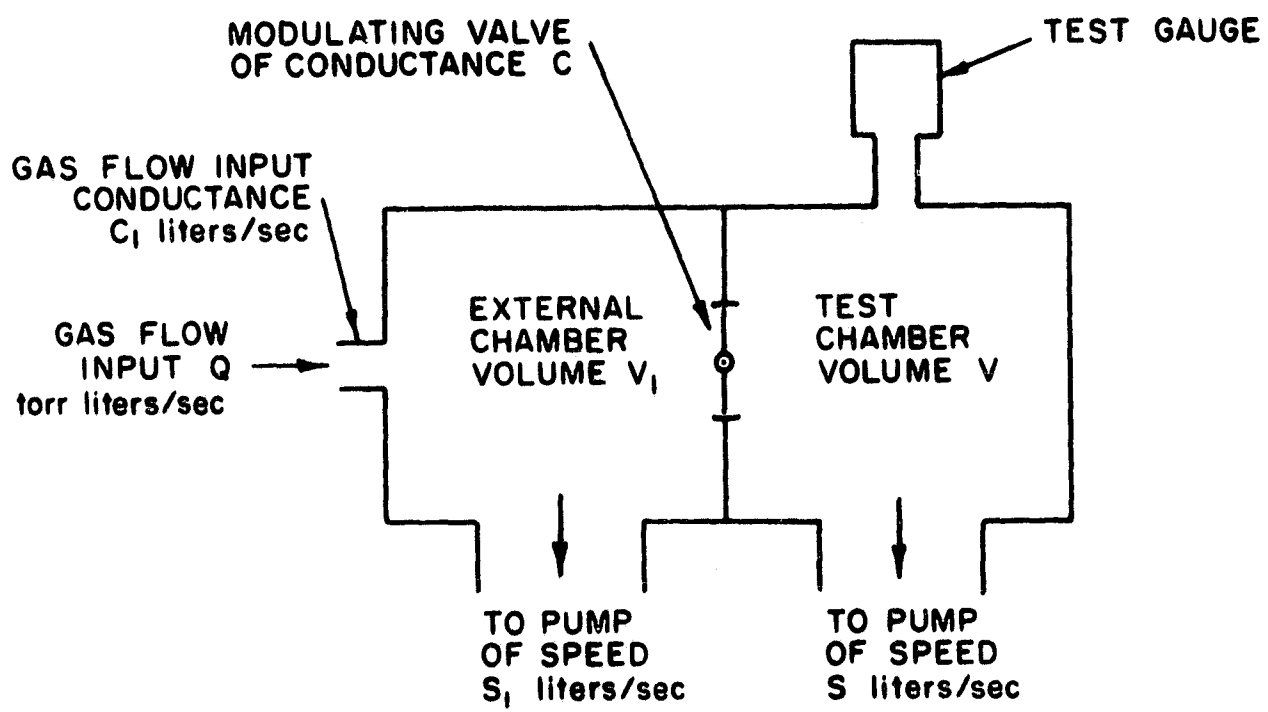 MODULATING VALVE
OF CONDUCTANCE C
TEST GAUGE
GAS FLOW INPUT
CONDUCTANCE
C₁ liters/sec
GAS FLOW
INPUT Q
torr liters/sec
EXTERNAL
CHAMBER
VOLUME V₁
TEST
CHAMBER
VOLUME V
TO PUMP
OF SPEED
S₁ liters/sec
TO PUMP
OF SPEED
S liters/sec